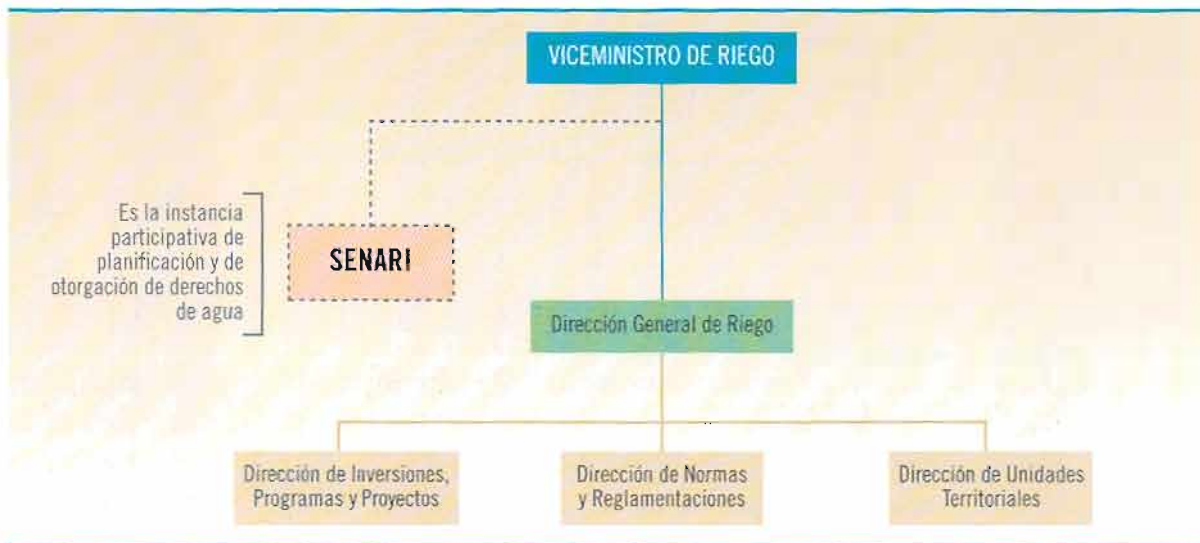 VICEMINISTRO DE RIEGO
Es la instancia
participativa de
planificación y de
otorgación de derechos
de agua
SENARI
Dirección General de Riego
Dirección de Inversiones,
Programas y Proyectos
Dirección de Normas
y Reglamentaciones
Dirección de Unidades
Territoriales